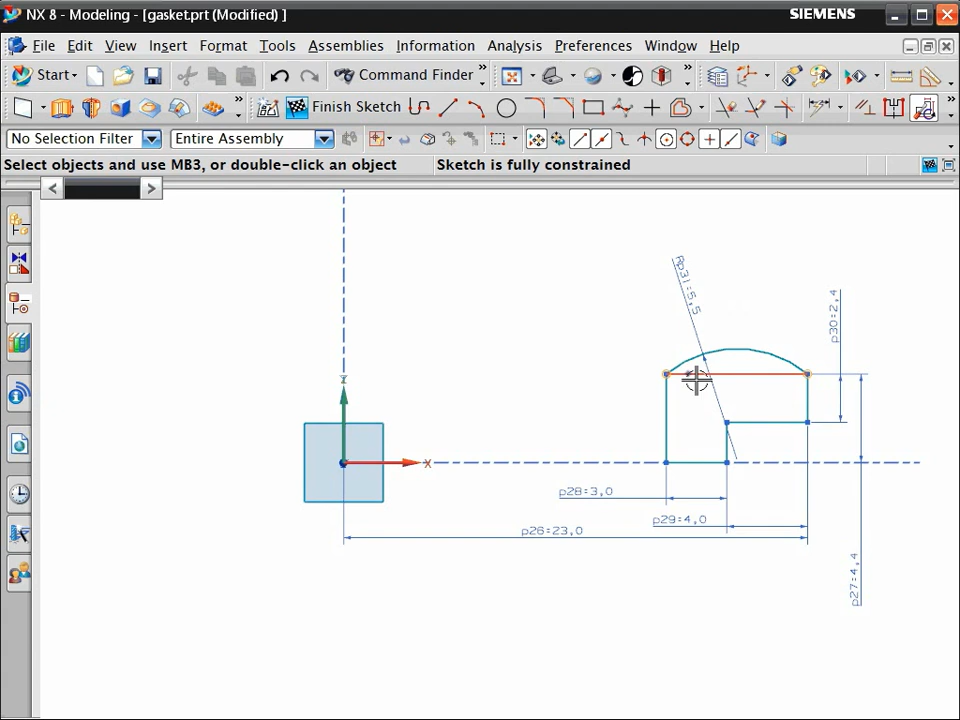 NX 8 - Modeling - [gasket.prt (Modified) ]
SIEMENS
File Edit View Insert Format Tools Assemblies Information Analysis Preferences Window Help
Start
Command Finder
Finish Sketch
No Selection Filter
Entire Assembly
Select objects and use MB3, or double-click an object
Sketch is fully constrained
Rp31:5,5
p30:2,4
Z
X
p28:3,0
p29:4,0
p26:23,0
p27:4,4